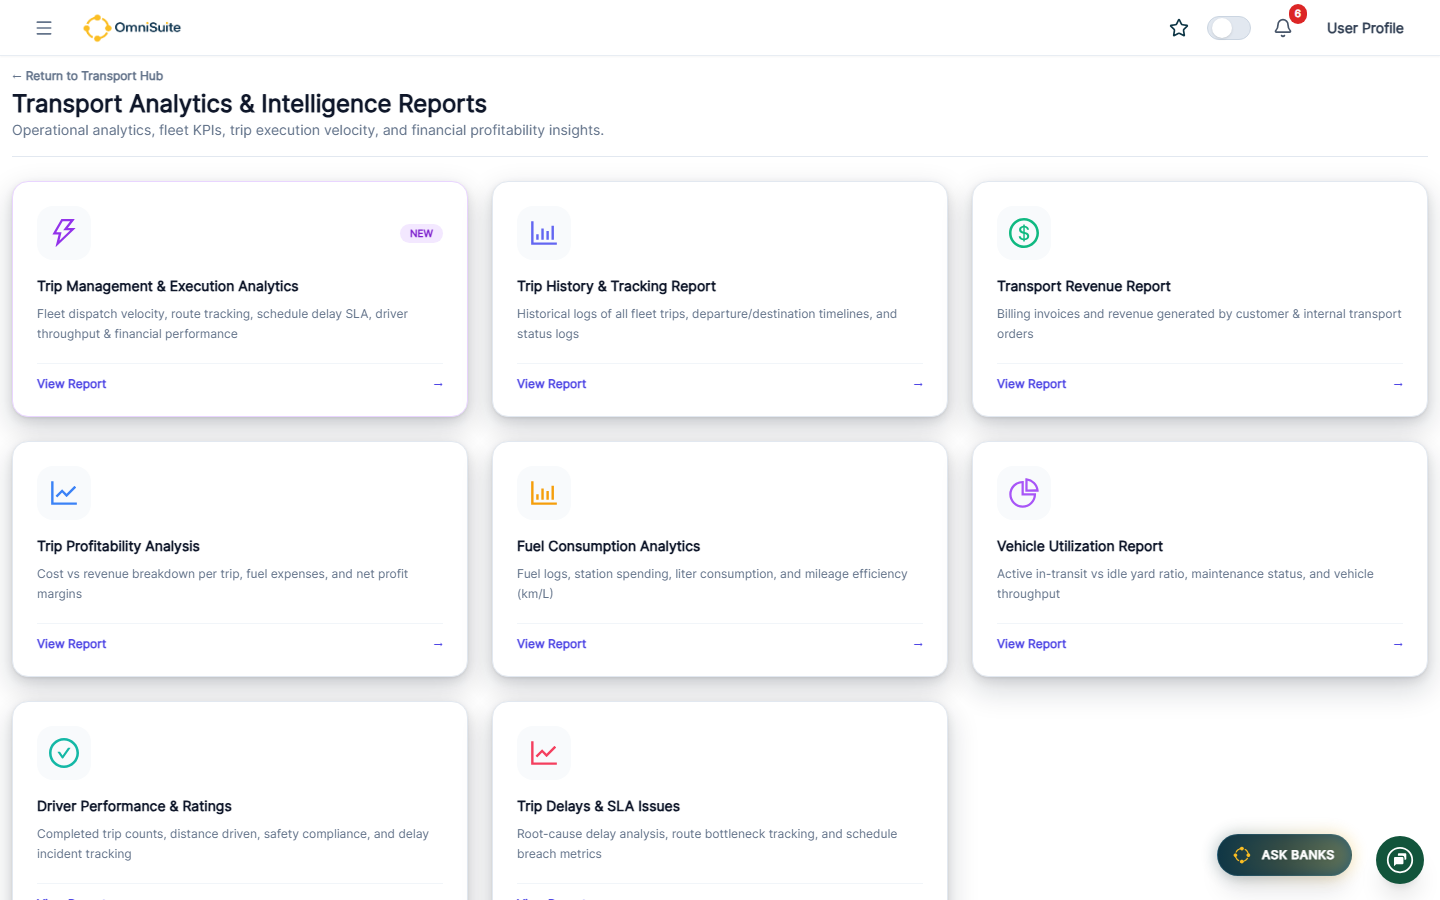 OmniSuite
6
User Profile
← Return to Transport Hub
Transport Analytics & Intelligence Reports
Operational analytics, fleet KPIs, trip execution velocity, and financial profitability insights.
NEW
Trip Management & Execution Analytics
Fleet dispatch velocity, route tracking, schedule delay SLA, driver
throughput & financial performance
View Report →
Trip History & Tracking Report
Historical logs of all fleet trips, departure/destination timelines, and
status logs
View Report →
Transport Revenue Report
Billing invoices and revenue generated by customer & internal transport
orders
View Report →
Trip Profitability Analysis
Cost vs revenue breakdown per trip, fuel expenses, and net profit
margins
View Report →
Fuel Consumption Analytics
Fuel logs, station spending, liter consumption, and mileage efficiency
(km/L)
View Report →
Vehicle Utilization Report
Active in-transit vs idle yard ratio, maintenance status, and vehicle
throughput
View Report →
Driver Performance & Ratings
Completed trip counts, distance driven, safety compliance, and delay
incident tracking
Trip Delays & SLA Issues
Root-cause delay analysis, route bottleneck tracking, and schedule
breach metrics
ASK BANKS